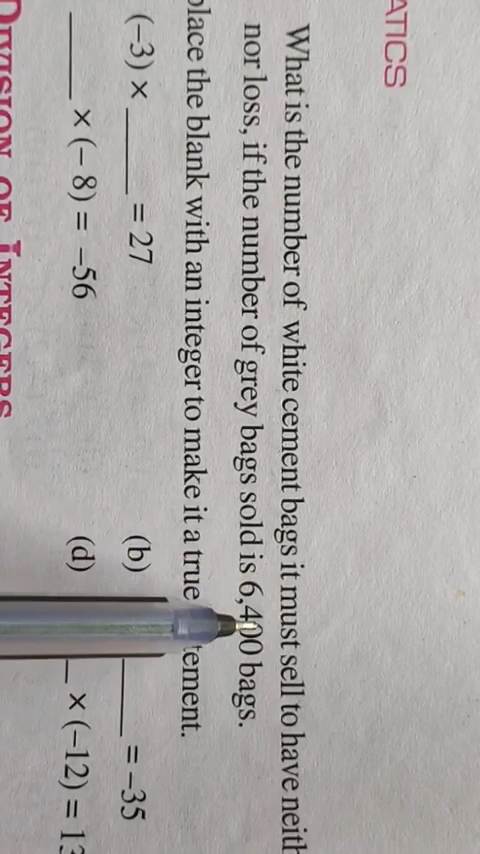 ATICS
What is the number of white cement bags it must sell to have neith
nor loss, if the number of grey bags sold is 6,400 bags.
place the blank with an integer to make it a true tement.
(–3) × _____ = 27 (b) _____ = –35
_____ × (– 8) = –56 (d) _ × (–12) = 13
DIVISION OF INTEGERS